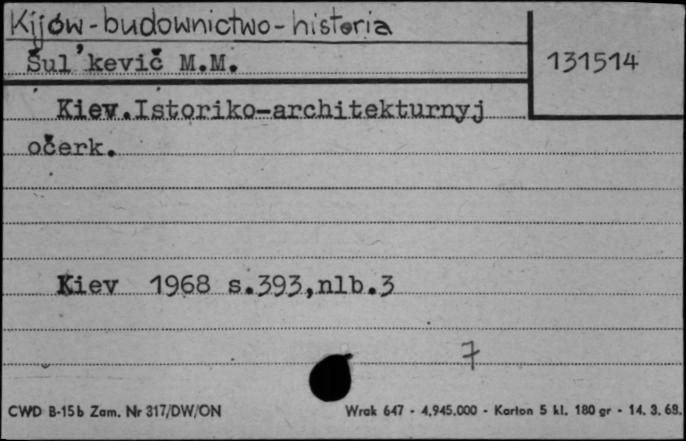 Kijów - budownictwo - historia
Šul'kevič M.M.
131514
Kiev.Istoriko-architekturnyj
očerk.
Kiev 1968 s.393,nlb.3
7
CWD B-15b Zam. Nr 317/DW/ON
Wrak 647 - 4,945.000 - Karton 5 kl. 180 gr - 14. 3. 68.